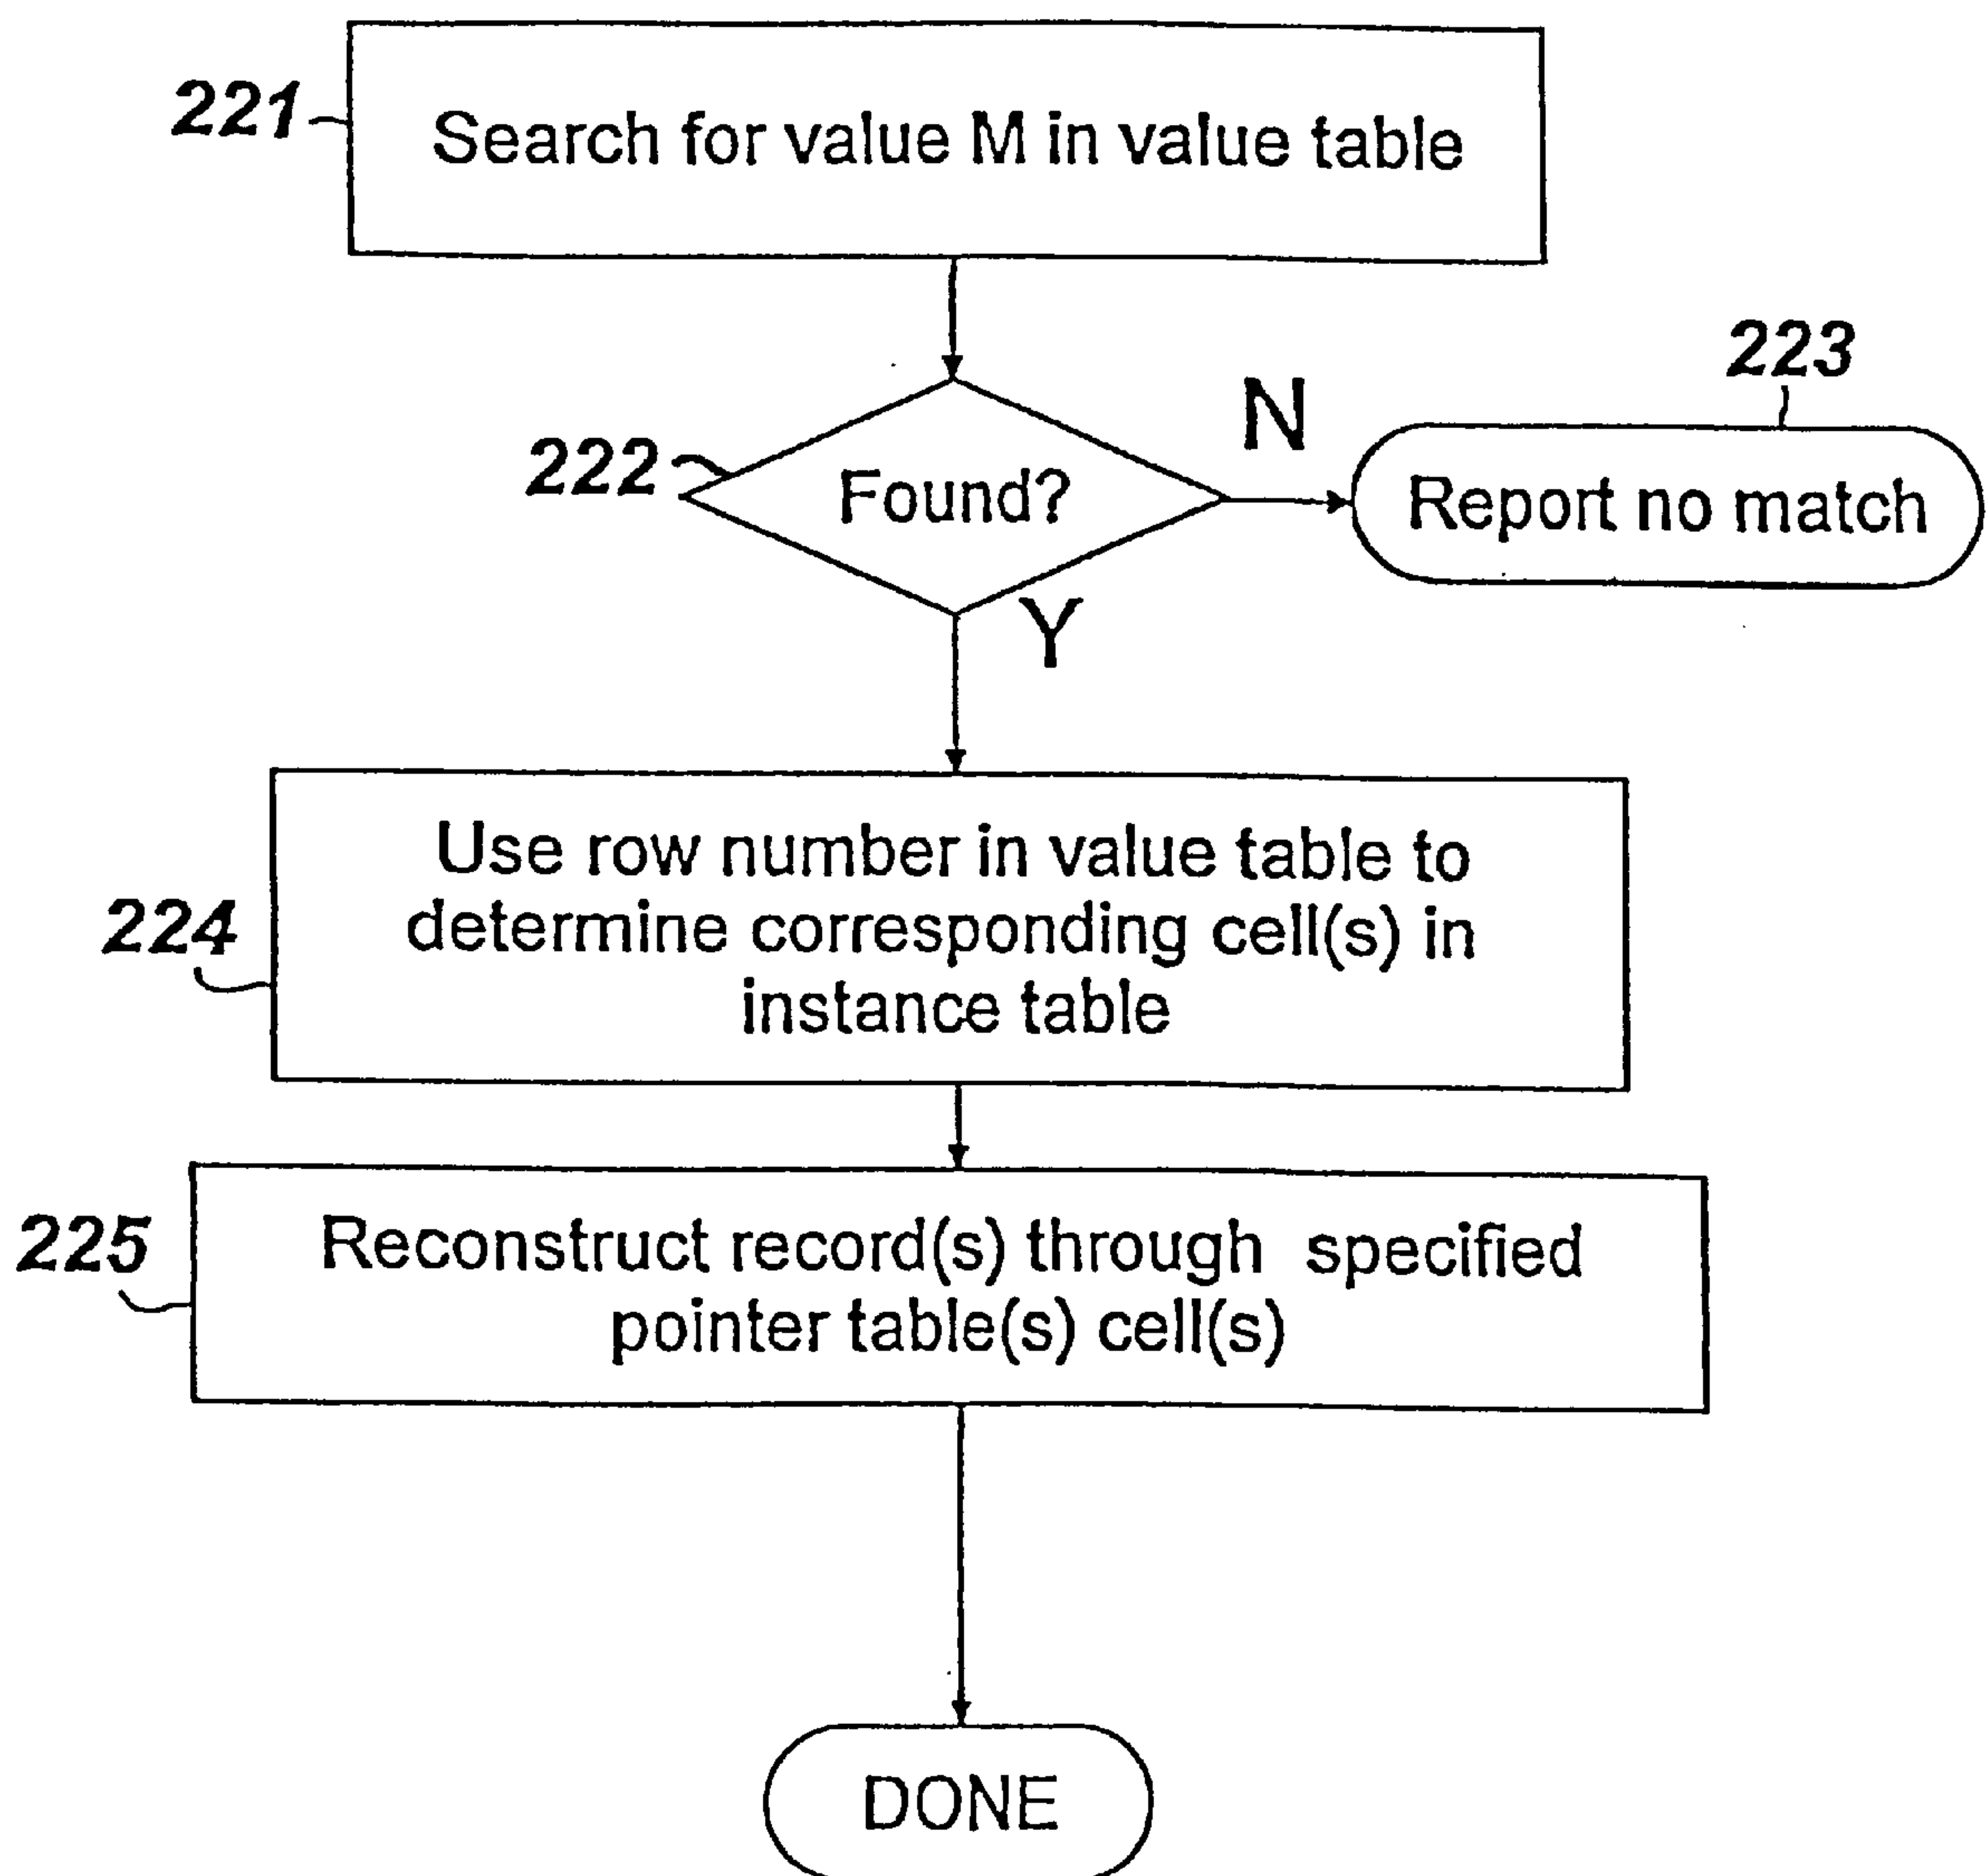 221
Search for value M in value table
223
N
222
Found?
Report no match
Y
Use row number in value table to
224
determine corresponding cell(s) in
instance table
225
Reconstruct record(s) through specified
pointer table(s) cell(s)
DONE